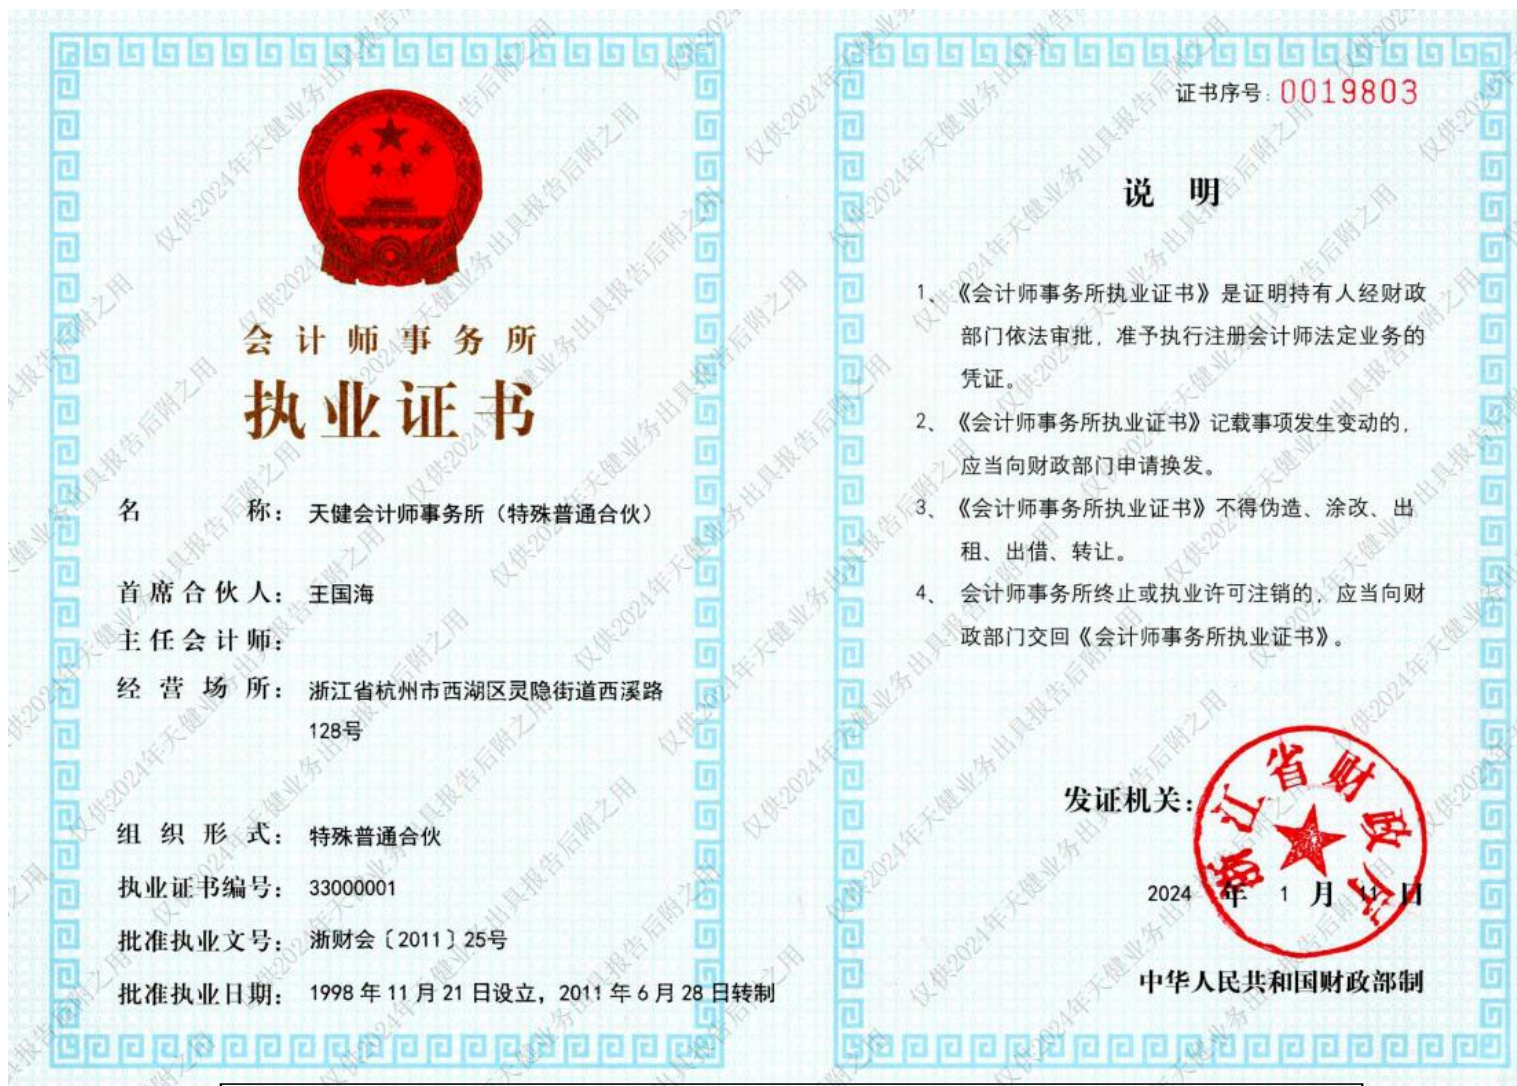 会计师事务所
执业证书
名称：天健会计师事务所（特殊普通合伙）
首席合伙人：王国海
主任会计师：
经营场所：浙江省杭州市西湖区灵隐街道西溪路
128号
组织形式：特殊普通合伙
执业证书编号：33000001
批准执业文号：浙财会〔2011〕25号
批准执业日期：1998年11月21日设立，2011年6月28日转制
证书序号：0019803
说明
1、《会计师事务所执业证书》是证明持有人经财政
部门依法审批，准予执行注册会计师法定业务的
凭证。
2、《会计师事务所执业证书》记载事项发生变动的，
应当向财政部门申请换发。
3、《会计师事务所执业证书》不得伪造、涂改、出
租、出借、转让。
4、会计师事务所终止或执业许可注销的，应当向财
政部门交回《会计师事务所执业证书》。
发证机关：
浙江省财政厅
2024年1月11日
中华人民共和国财政部制
仅供2024年天健业务出具报告后附之用